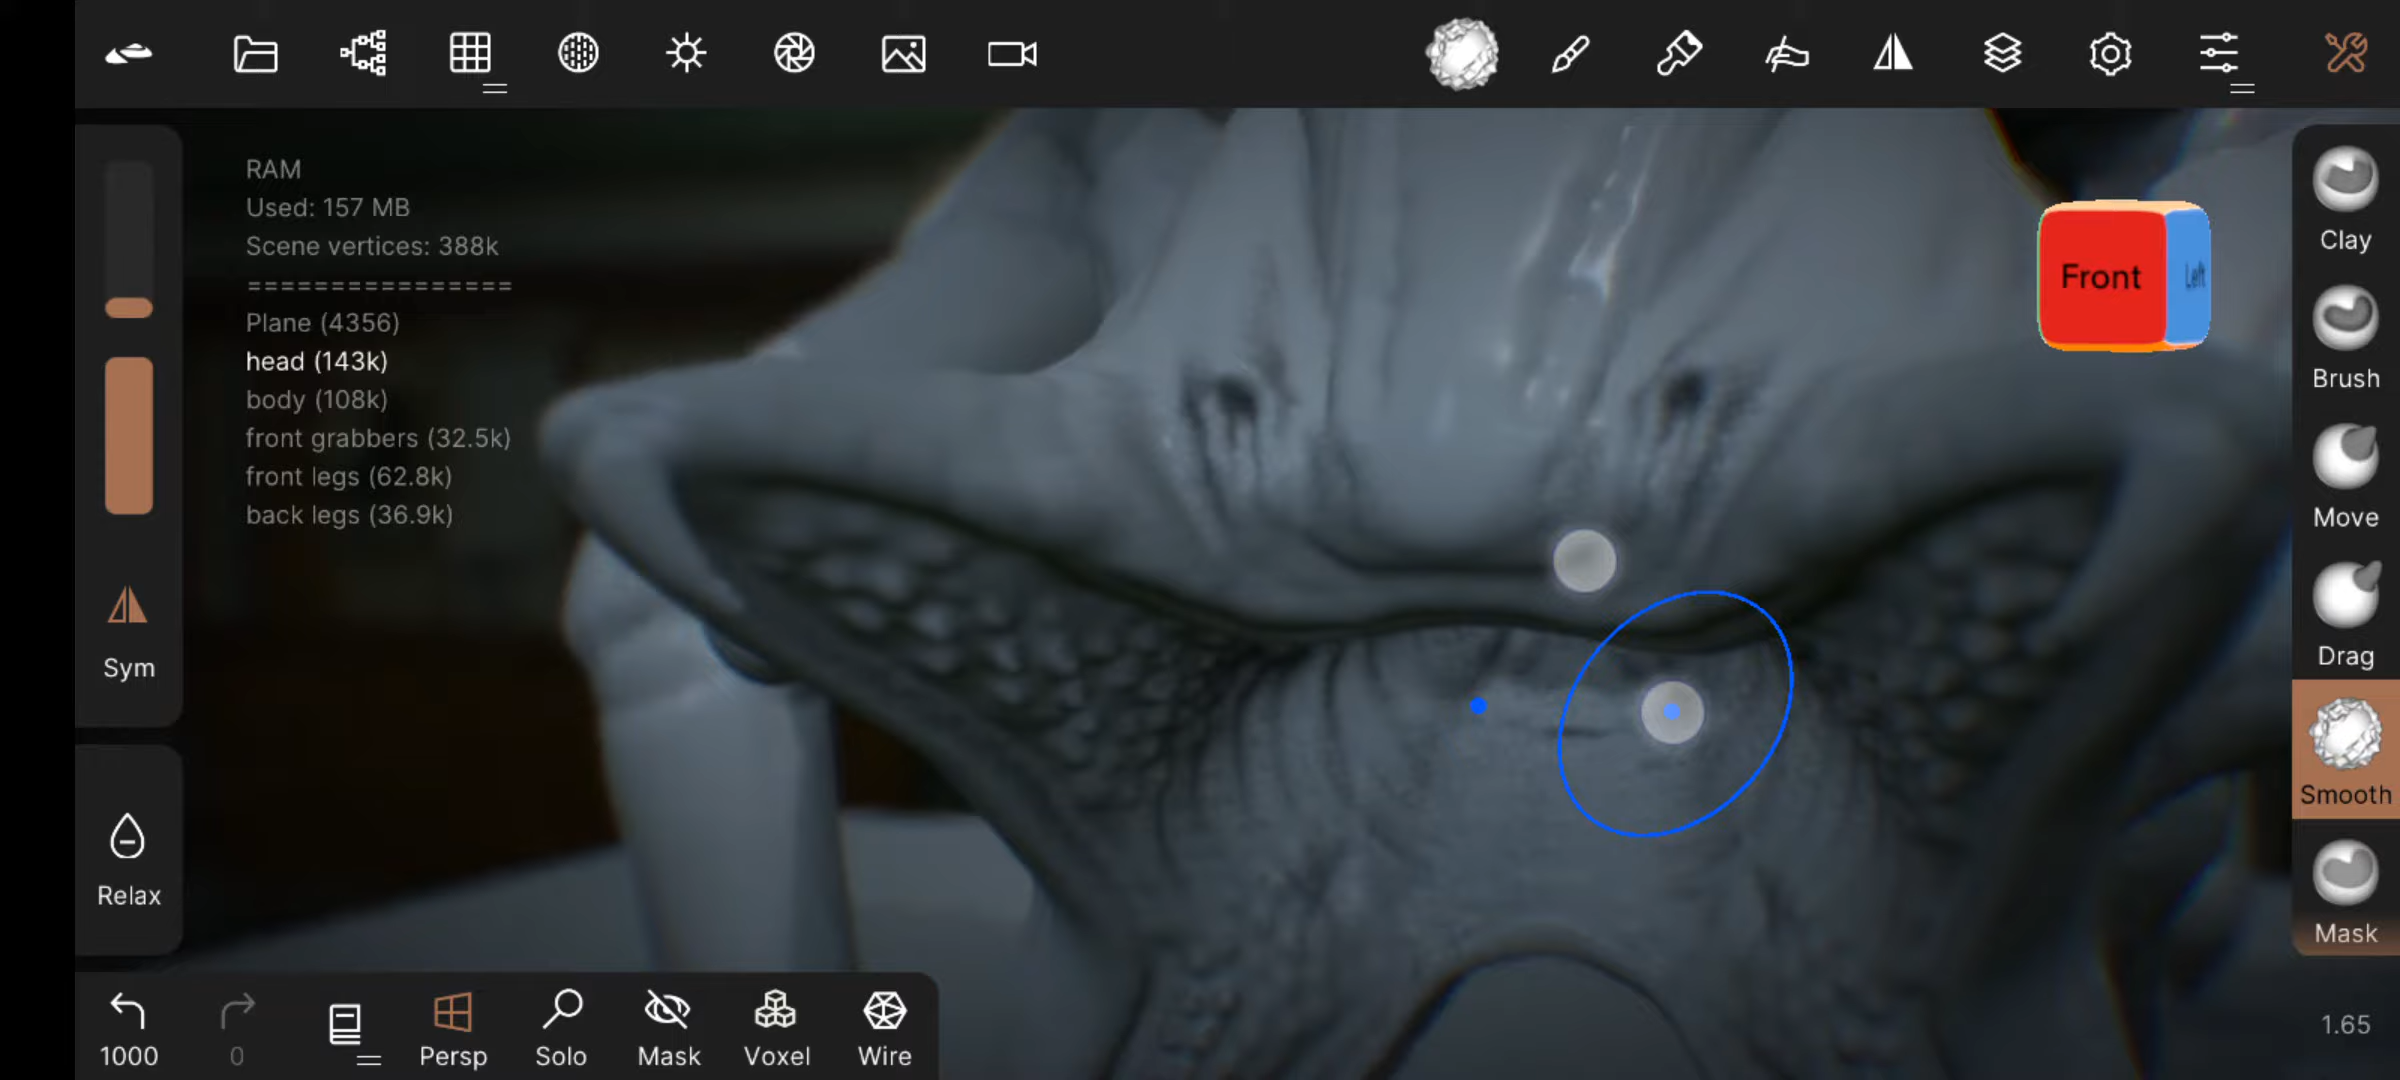 RAM
Used: 157 MB
Scene vertices: 388k
================
Plane (4356)
head (143k)
body (108k)
front grabbers (32.5k)
front legs (62.8k)
back legs (36.9k)
Sym
Relax
Front
Left
Clay
Brush
Move
Drag
Smooth
Mask
1000
0
Persp
Solo
Mask
Voxel
Wire
1.65